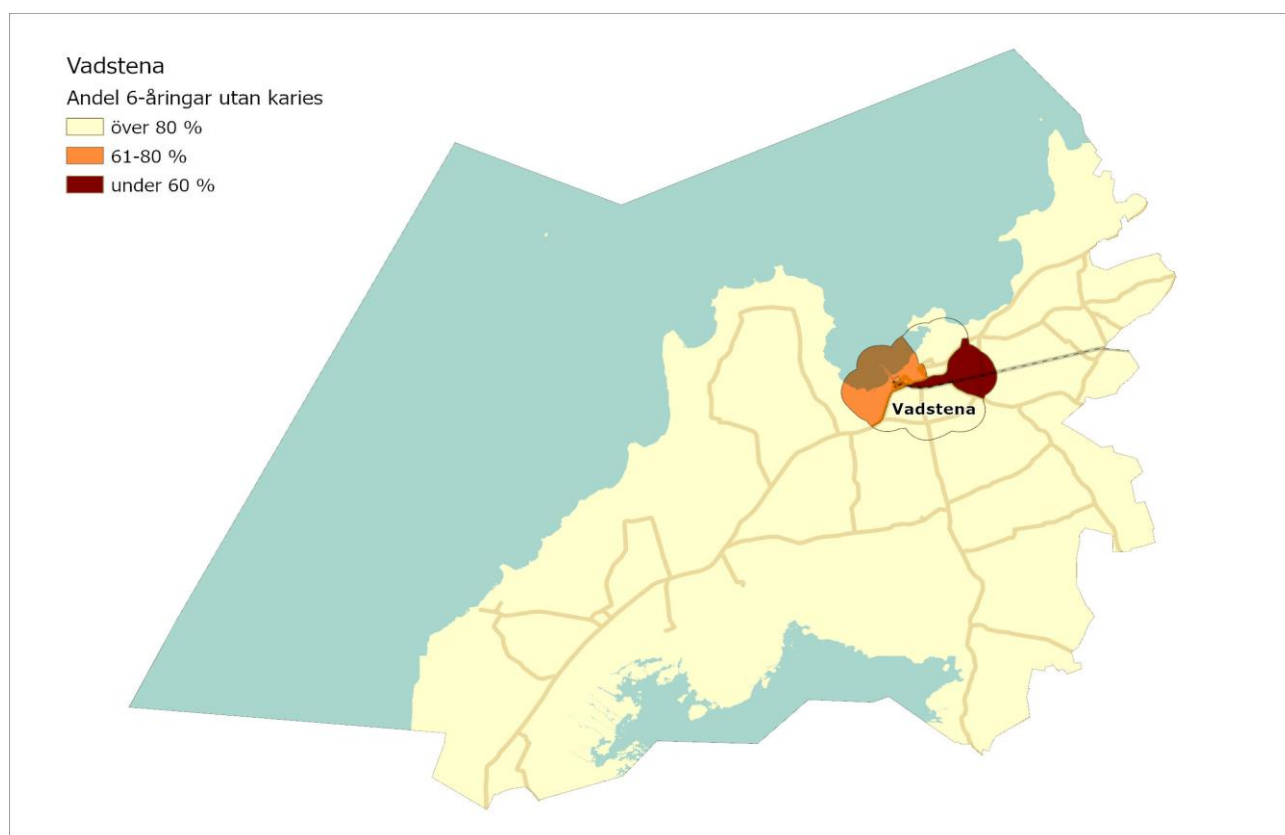 Vadstena
Andel 6-åringar utan karies
över 80 %
61-80 %
under 60 %
Vadstena